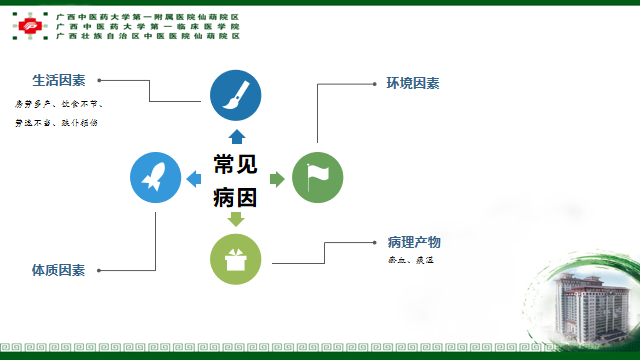 广西中医药大学第一附属医院仙葫院区
广西中医药大学第一临床医学院
广西壮族自治区中医医院仙葫院区
生活因素
房劳多产、饮食不节、
劳逸不当、跌仆损伤
环境因素
常见
病因
体质因素
病理产物
瘀血、痰湿